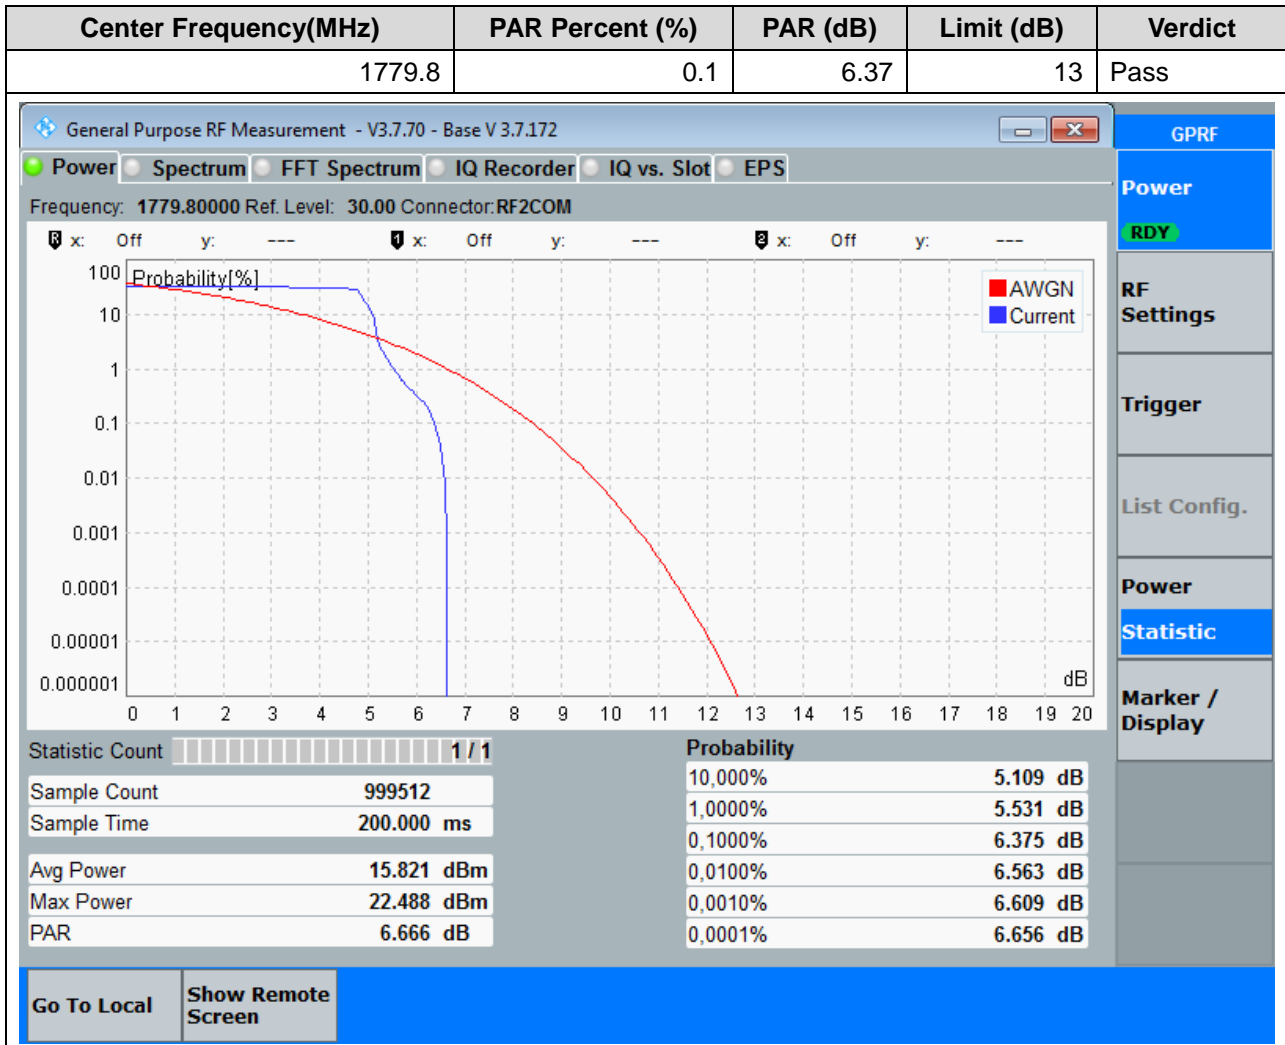 Center Frequency(MHz) PAR Percent (%) PAR (dB) Limit (dB) Verdict
1779.8 0.1 6.37 13 Pass
General Purpose RF Measurement - V3.7.70 - Base V 3.7.172
GPRF
Power Spectrum FFT Spectrum IQ Recorder IQ vs. Slot EPS
Frequency: 1779.80000 Ref. Level: 30.00 Connector:RF2COM
R x: Off y: --- 1 x: Off y: --- 2 x: Off y: ---
Probability[%]
AWGN
Current
100
10
1
0.1
0.01
0.001
0.0001
0.00001
0.000001
dB
0 1 2 3 4 5 6 7 8 9 10 11 12 13 14 15 16 17 18 19 20
Statistic Count 1 / 1
Sample Count 999512
Sample Time 200.000 ms
Avg Power 15.821 dBm
Max Power 22.488 dBm
PAR 6.666 dB
Probability
10,000% 5.109 dB
1,0000% 5.531 dB
0,1000% 6.375 dB
0,0100% 6.563 dB
0,0010% 6.609 dB
0,0001% 6.656 dB
Power
RDY
RF
Settings
Trigger
List Config.
Power
Statistic
Marker /
Display
Go To Local
Show Remote
Screen